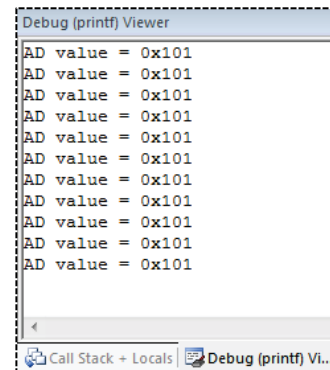 Debug (printf) Viewer
AD value = 0x101
AD value = 0x101
AD value = 0x101
AD value = 0x101
AD value = 0x101
AD value = 0x101
AD value = 0x101
AD value = 0x101
AD value = 0x101
AD value = 0x101
AD value = 0x101
Call Stack + Locals Debug (printf) Vi...